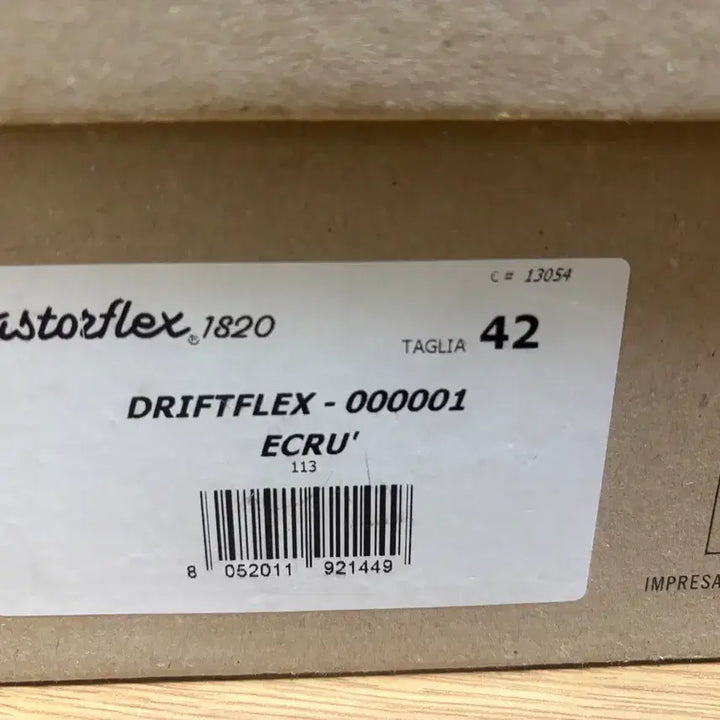 C# 13054
astorflex® 1820
TAGLIA 42
DRIFTFLEX - 000001
ECRU'
113
8 052011 921449
IMPRESA